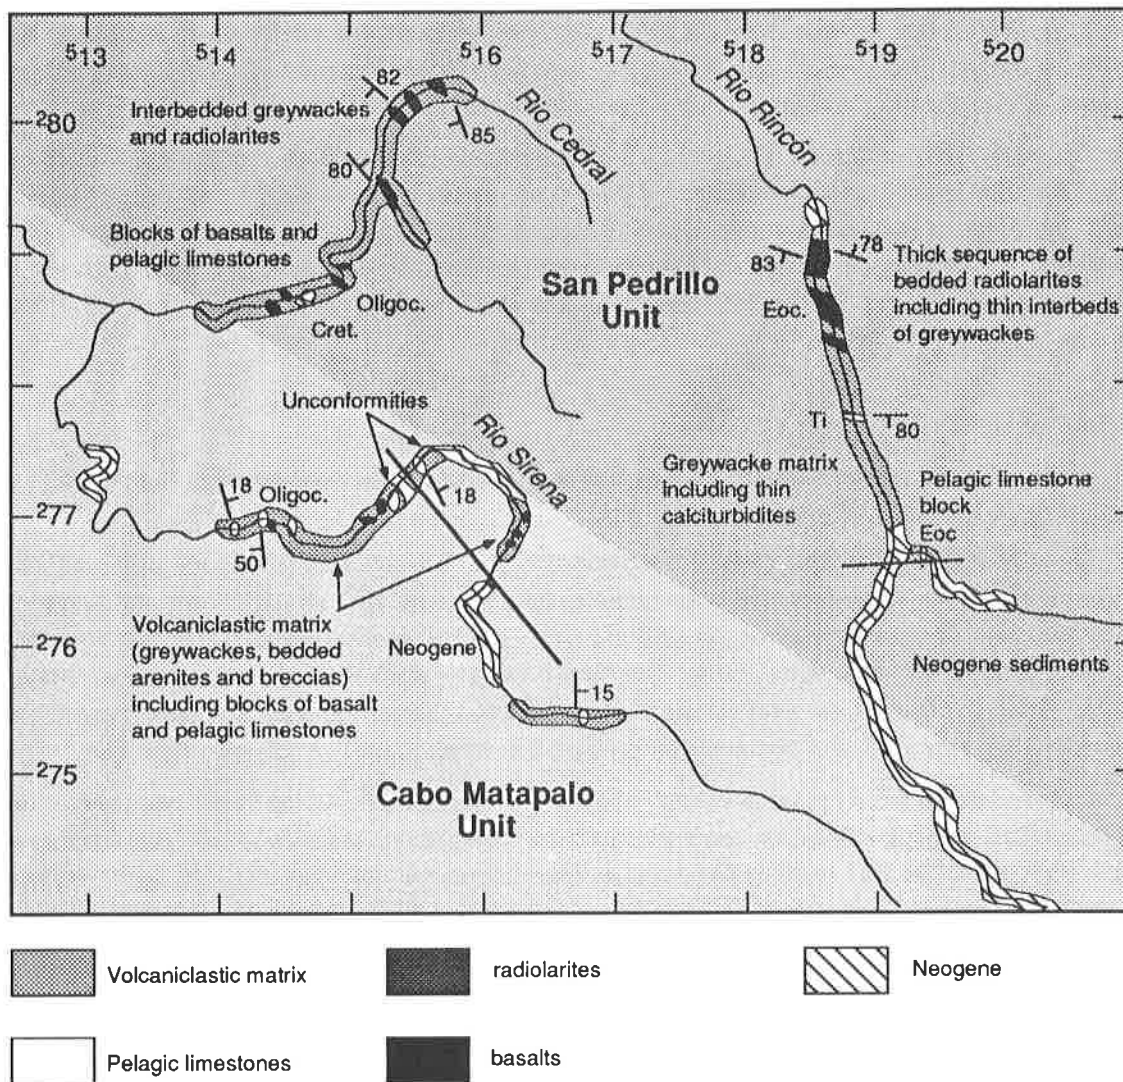 513 514 516 517 518 519 520
280
277
276
275
82
85
80
Interbedded greywackes
and radiolarites
Rio Cedral
Rio Rincón
Blocks of basalts and
pelagic limestones
Oligoc.
Cret.
San Pedrillo
Unit
83
78
Eoc.
Thick sequence of
bedded radiolarites
including thin interbeds
of greywackes
Unconformities
Rio Sirena
Ti
80
18
Oligoc.
18
50
Greywacke matrix
including thin
calciturbidites
Pelagic limestone
block
Eoc
Volcaniclastic matrix
(greywackes, bedded
arenites and breccias)
including blocks of basalt
and pelagic limestones
Neogene
15
Neogene sediments
Cabo Matapalo
Unit
Volcaniclastic matrix
radiolarites
Neogene
Pelagic limestones
basalts